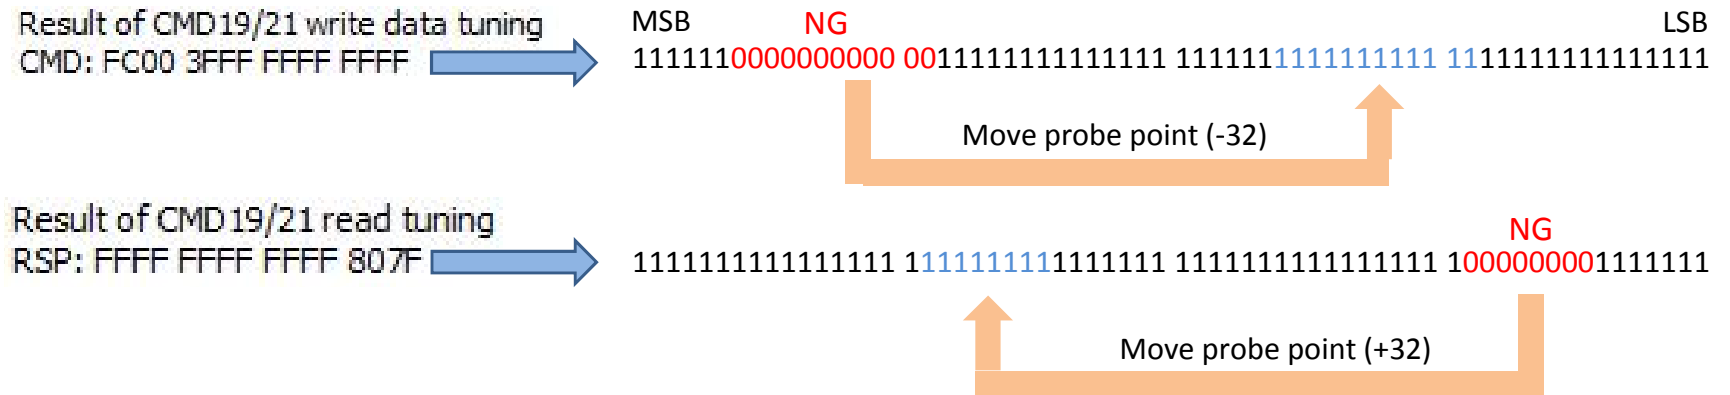 Result of CMD19/21 write data tuning
CMD: FC00 3FFF FFFF FFFF
MSB NG LSB
1111110000000000 0011111111111111 1111111111111111 1111111111111111
Move probe point (-32)
Result of CMD19/21 read tuning
RSP: FFFF FFFF FFFF 807F
NG
1111111111111111 1111111111111111 1111111111111111 1000000001111111
Move probe point (+32)